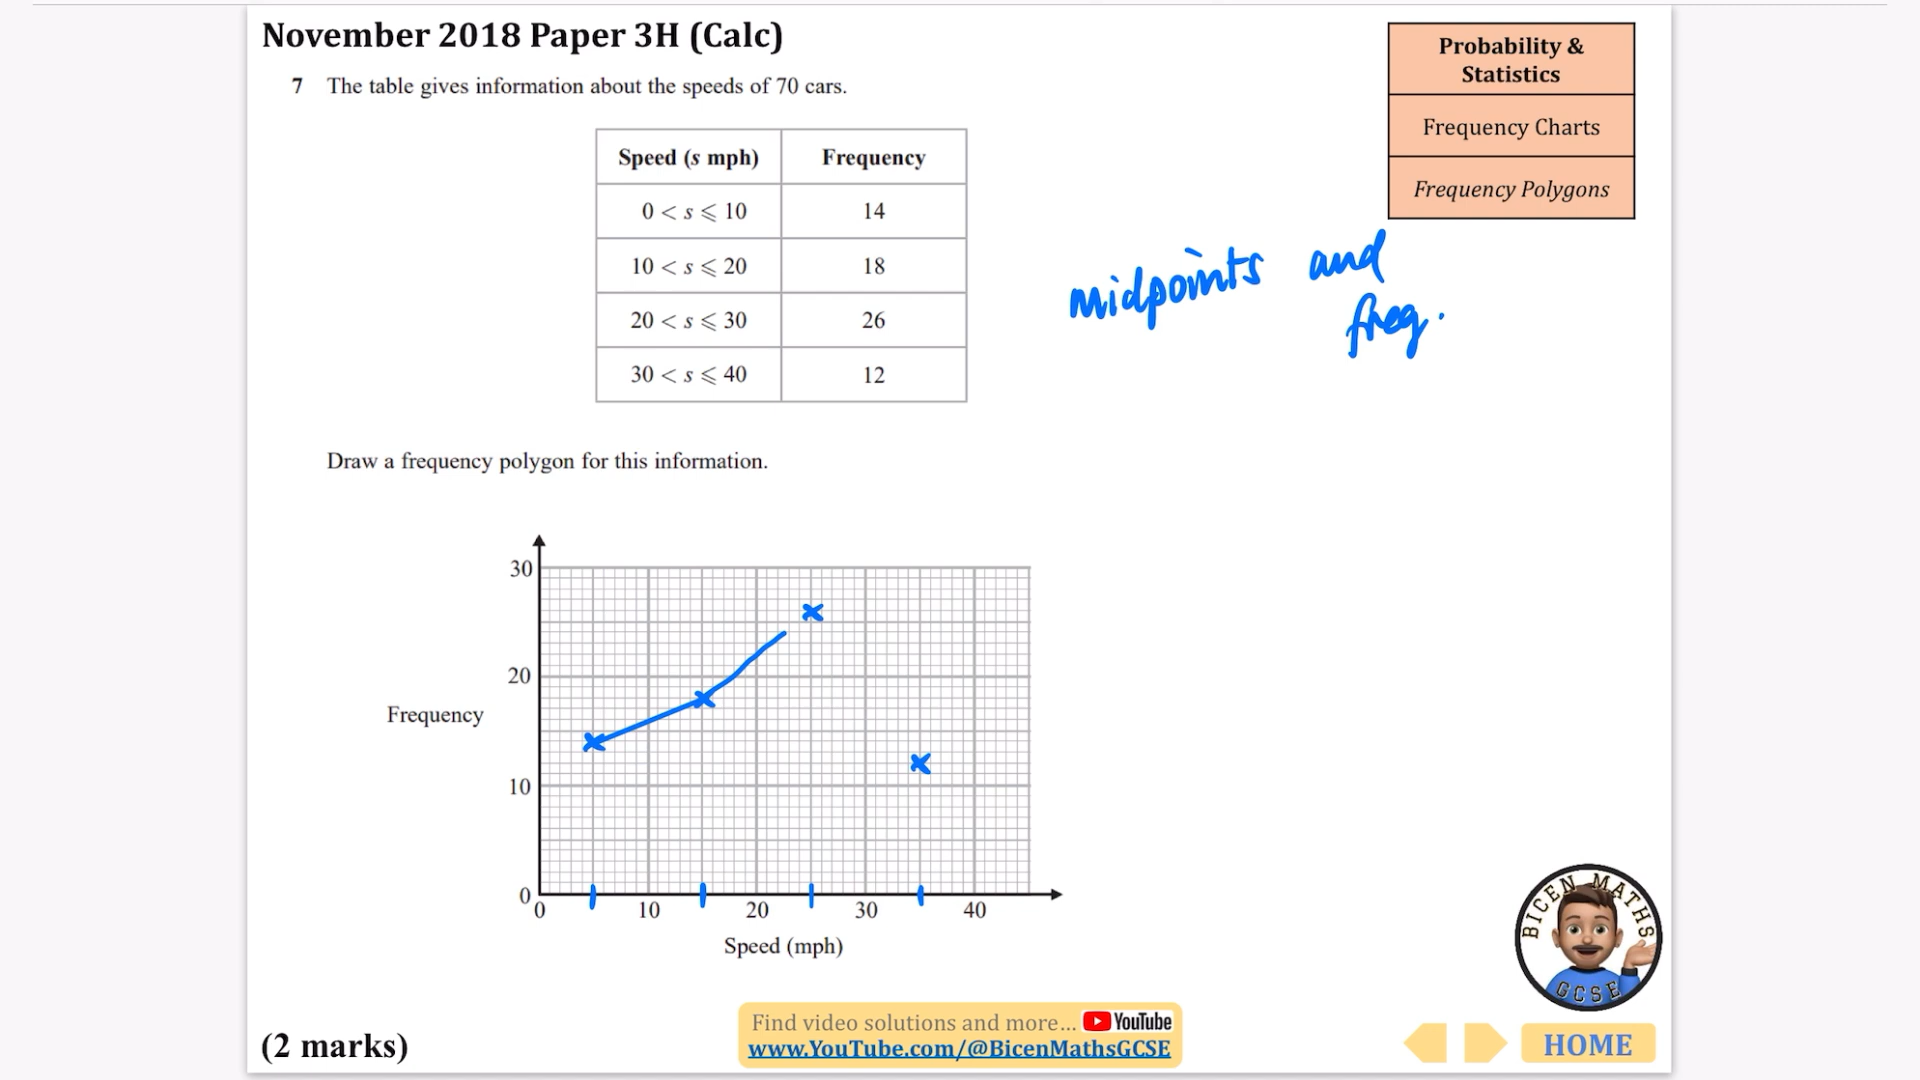 November 2018 Paper 3H (Calc)
Probability &
Statistics
Frequency Charts
Frequency Polygons
7 The table gives information about the speeds of 70 cars.
Speed (s mph) Frequency
0 < s ⩽ 10 14
10 < s ⩽ 20 18
20 < s ⩽ 30 26
30 < s ⩽ 40 12
midpoints and
freq.
Draw a frequency polygon for this information.
30
20
Frequency
10
0
0 10 20 30 40
Speed (mph)
BICEN MATHS
GCSE
(2 marks)
Find video solutions and more... YouTube
www.YouTube.com/@BicenMathsGCSE
HOME